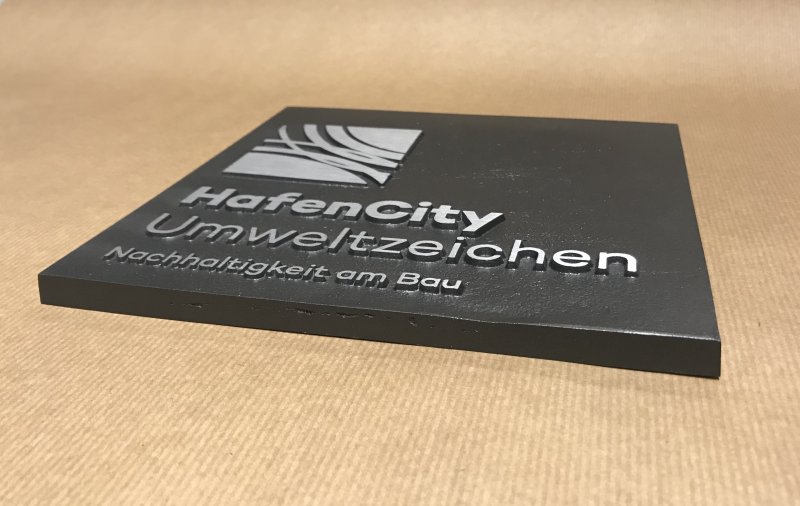 HafenCity
Umweltzeichen
Nachhaltigkeit am Bau